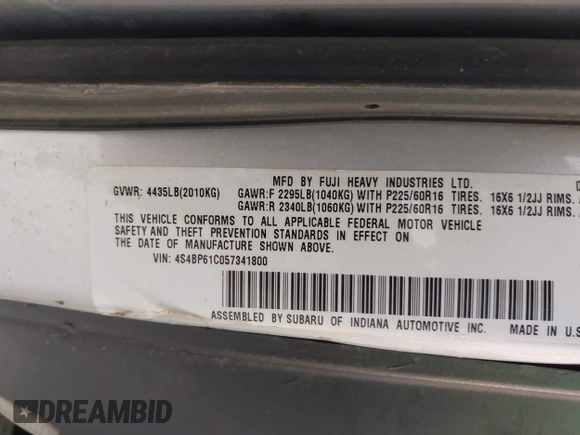 MFD BY FUJI HEAVY INDUSTRIES LTD.
GVWR: 4435LB(2010KG) GAWR:F 2295LB(1040KG) WITH P225/60R16 TIRES. 16X6 1/2JJ RIMS.
GAWR:R 2340LB(1060KG) WITH P225/60R16 TIRES. 16X6 1/2JJ RIMS.
THIS VEHICLE CONFORMS TO ALL APPLICABLE FEDERAL MOTOR VEHICLE
SAFETY AND THEFT PREVENTION STANDARDS IN EFFECT ON
THE DATE OF MANUFACTURE SHOWN ABOVE.
VIN: 4S4BP61C057341800
ASSEMBLED BY SUBARU OF INDIANA AUTOMOTIVE INC. MADE IN U.S
DREAMBID